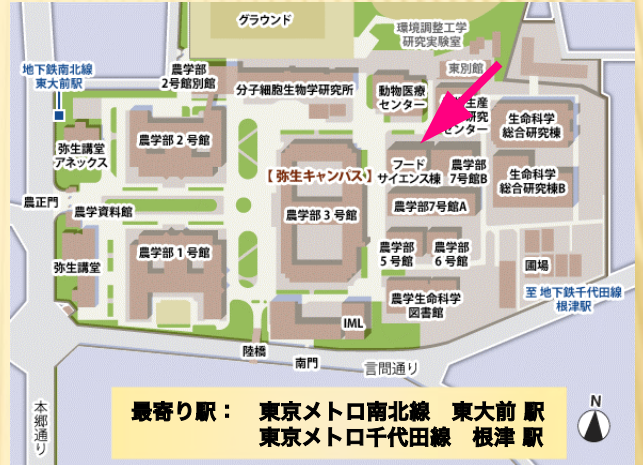 グラウンド
環境調整工学
研究実験室
地下鉄南北線
東大前駅
農学部
2号館別館
分子細胞生物学研究所
動物医療
センター
東別館
生産
研究
センター
生命科学
総合研究棟
弥生講堂
アネックス
農学部2号館
【弥生キャンパス】
フード
サイエンス棟
農学部
7号館B
生命科学
総合研究棟B
農正門
農学資料館
農学部3号館
農学部7号館A
弥生講堂
農学部1号館
農学部
5号館
農学部
6号館
圃場
農学生命科学
図書館
至 地下鉄千代田線
根津駅
IML
陸橋
南門
言問通り
本郷通り
最寄り駅： 東京メトロ南北線 東大前 駅
東京メトロ千代田線 根津 駅
N